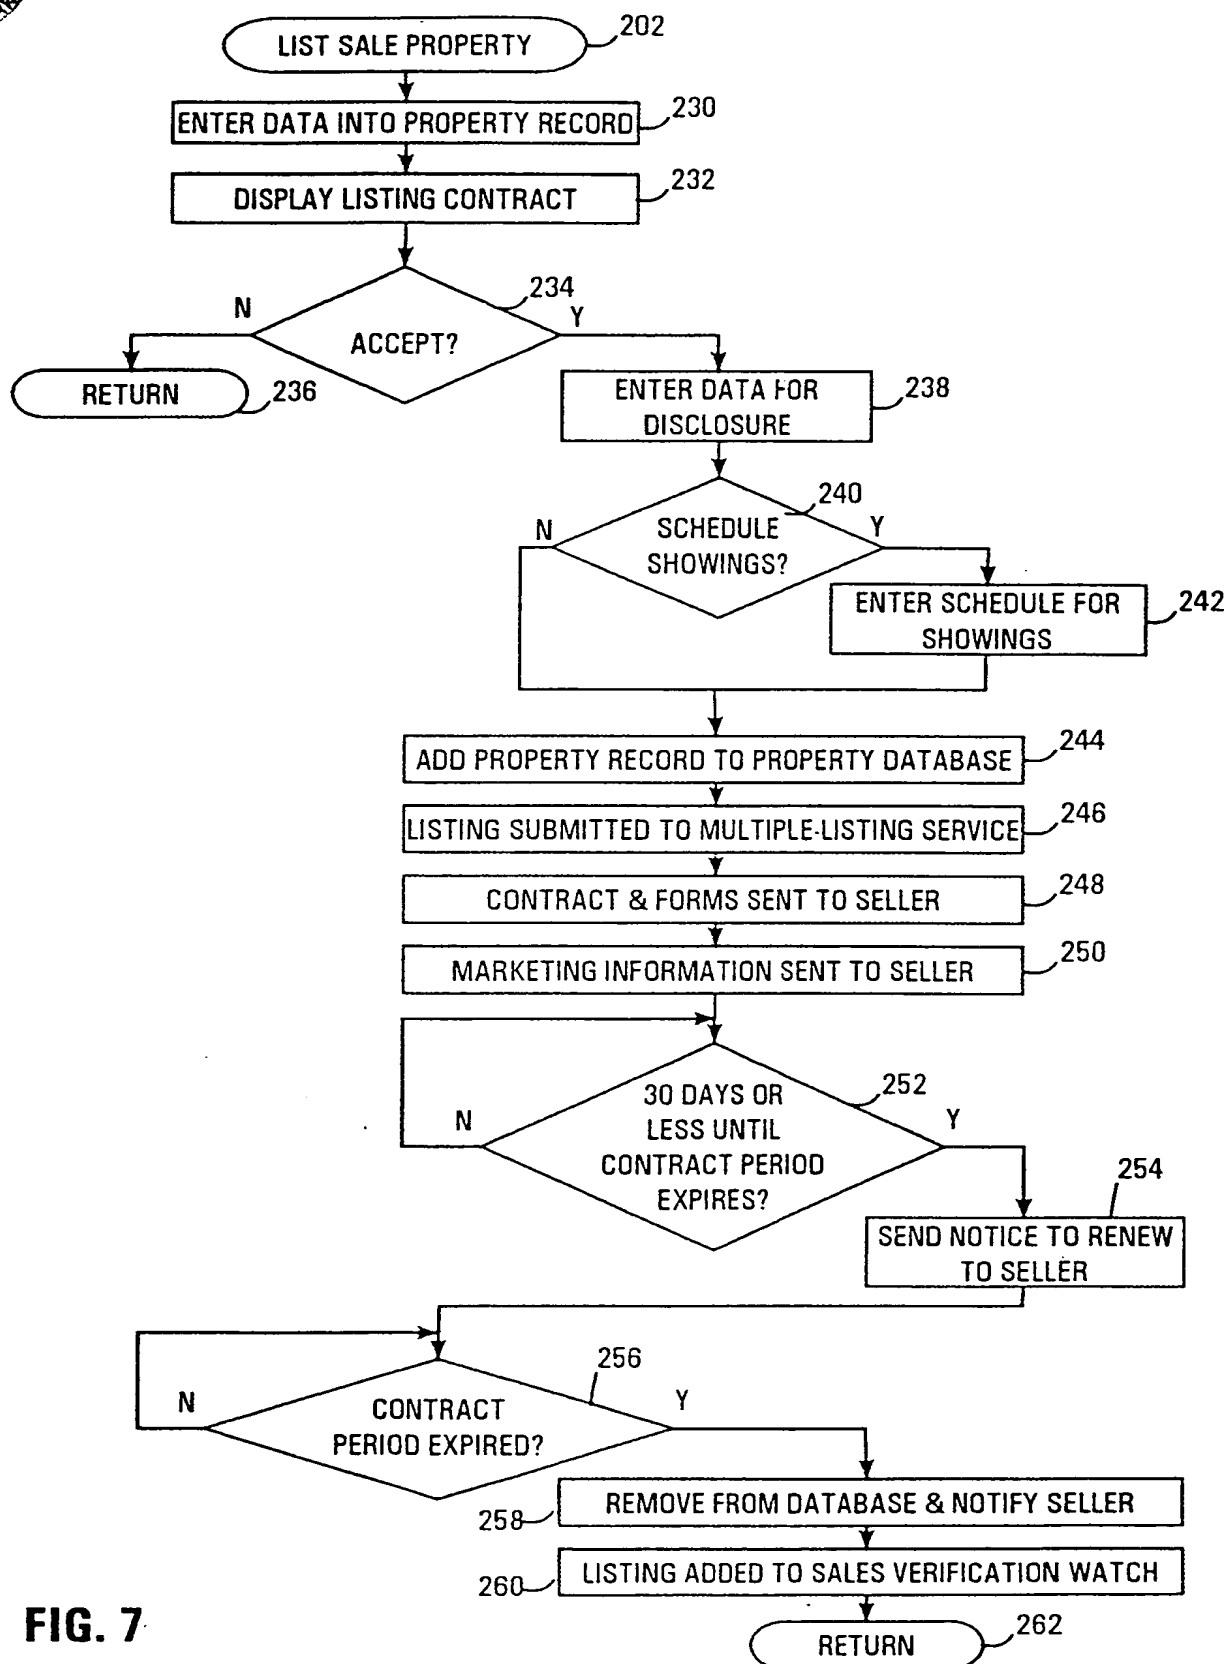 LIST SALE PROPERTY
202
ENTER DATA INTO PROPERTY RECORD
230
DISPLAY LISTING CONTRACT
232
234
N
Y
ACCEPT?
RETURN
236
ENTER DATA FOR
DISCLOSURE
238
240
N
Y
SCHEDULE
SHOWINGS?
ENTER SCHEDULE FOR
SHOWINGS
242
ADD PROPERTY RECORD TO PROPERTY DATABASE
244
LISTING SUBMITTED TO MULTIPLE-LISTING SERVICE
246
CONTRACT & FORMS SENT TO SELLER
248
MARKETING INFORMATION SENT TO SELLER
250
252
30 DAYS OR
LESS UNTIL
CONTRACT PERIOD
EXPIRES?
N
Y
254
SEND NOTICE TO RENEW
TO SELLER
256
N
Y
CONTRACT
PERIOD EXPIRED?
REMOVE FROM DATABASE & NOTIFY SELLER
258
LISTING ADDED TO SALES VERIFICATION WATCH
260
RETURN
262
FIG. 7